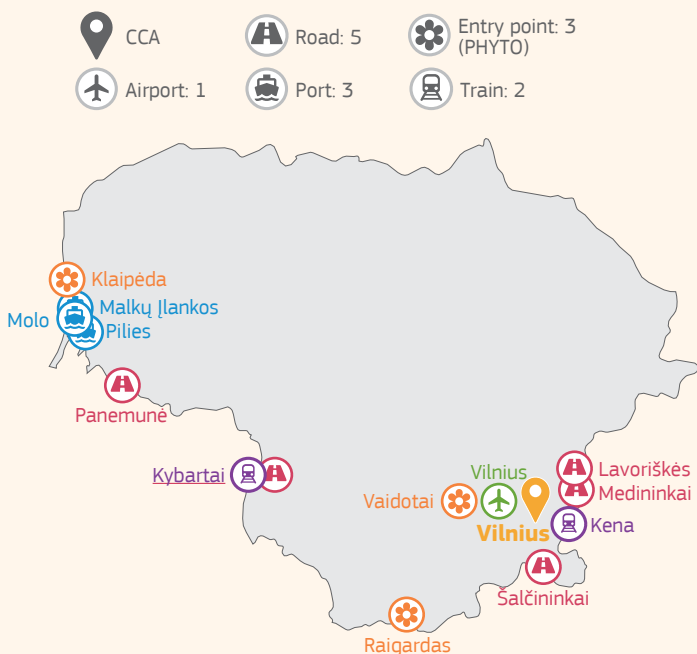 CCA
Road: 5
Entry point: 3
(PHYTO)
Airport: 1
Port: 3
Train: 2
Klaipėda
Malkų Įlankos
Molo
Pilies
Panemunė
Kybartai
Vilnius
Lavoriškės
Medininkai
Vaidotai
Vilnius
Kena
Šalčininkai
Raigardas